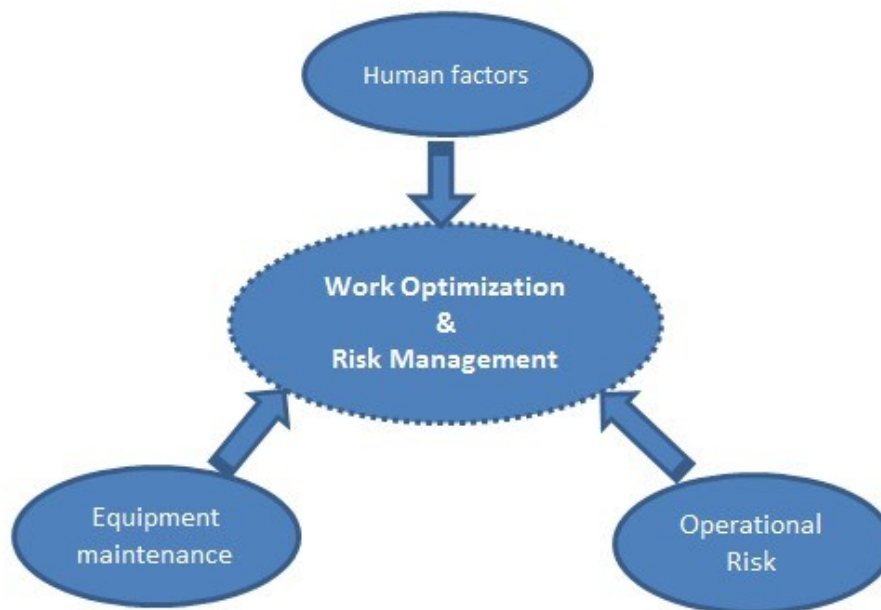 Human factors
Work Optimization
&
Risk Management
Equipment
maintenance
Operational
Risk